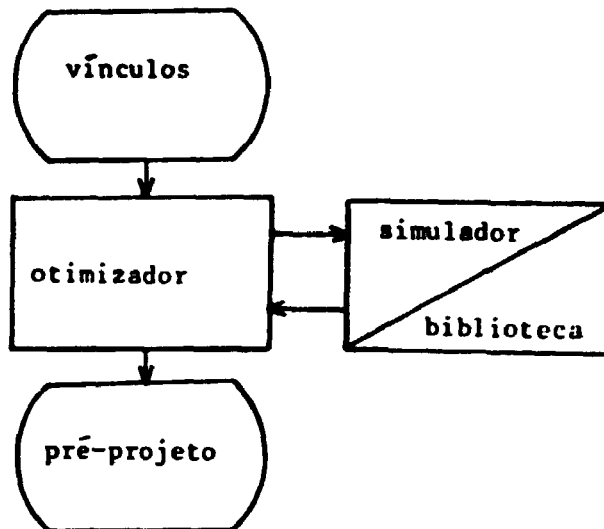 vínculos
otimizador
simulador
biblioteca
pré-projeto